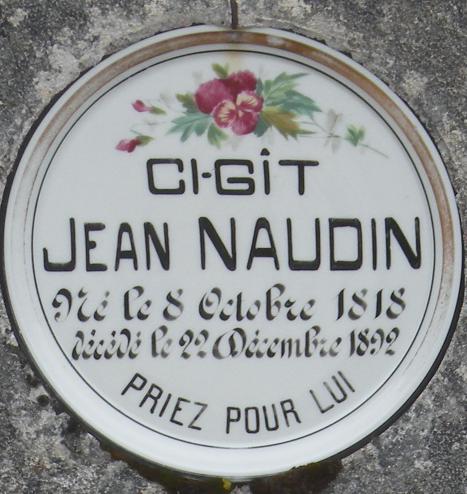 CI-GÎT
JEAN NAUDIN
Né le 8 Octobre 1818
décédé le 22 Décembre 1892
PRIEZ POUR LUI